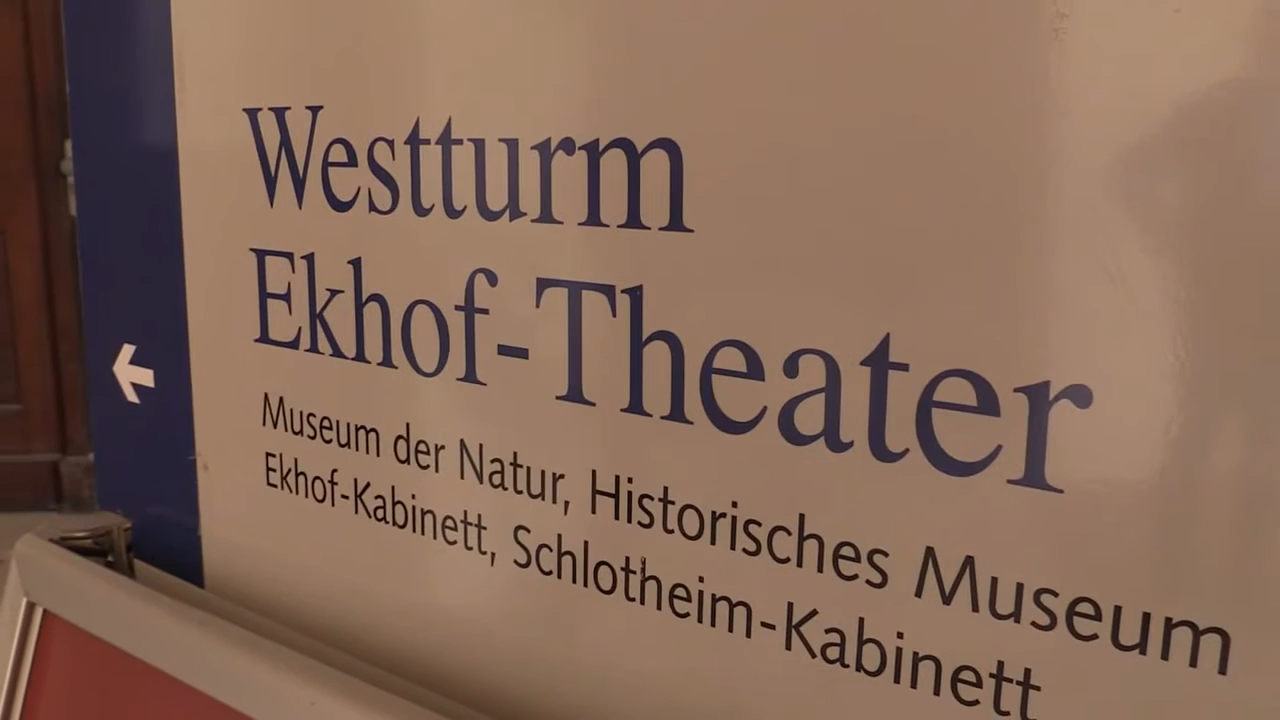 Westturm
Ekhof-Theater
Museum der Natur, Historisches Museum
Ekhof-Kabinett, Schlotheim-Kabinett